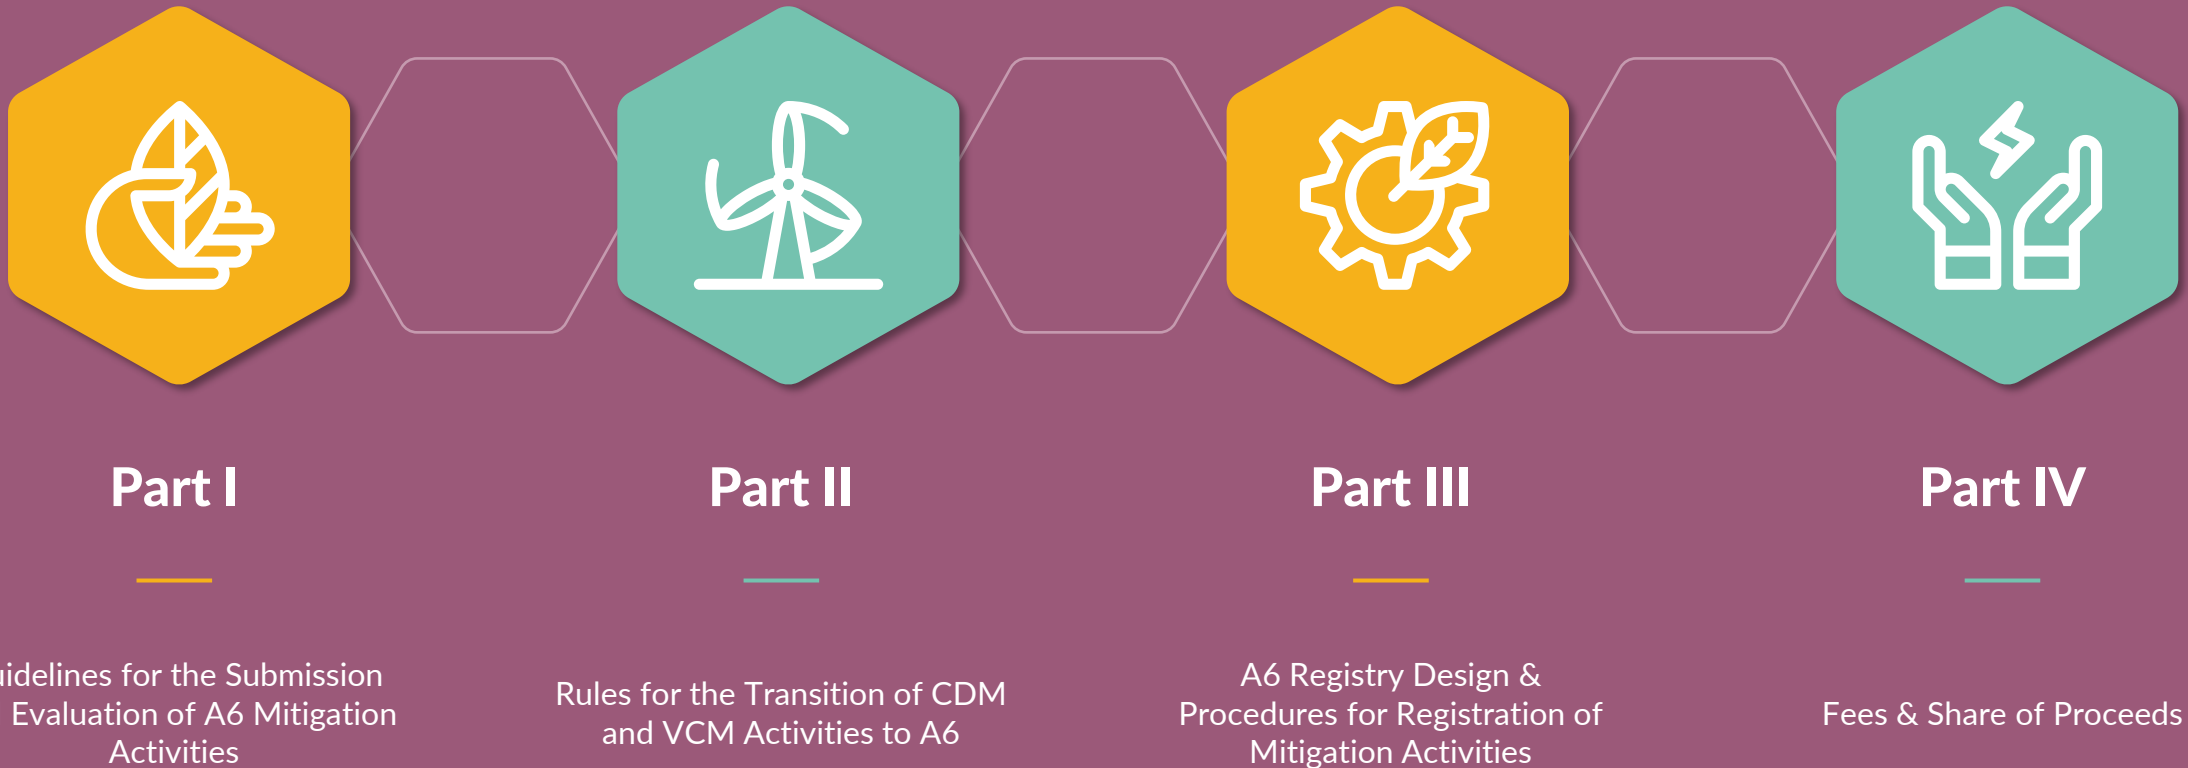 Part I
uidelines for the Submission
Evaluation of A6 Mitigation
Activities
Part II
Rules for the Transition of CDM
and VCM Activities to A6
Part III
A6 Registry Design &
Procedures for Registration of
Mitigation Activities
Part IV
Fees & Share of Proceeds